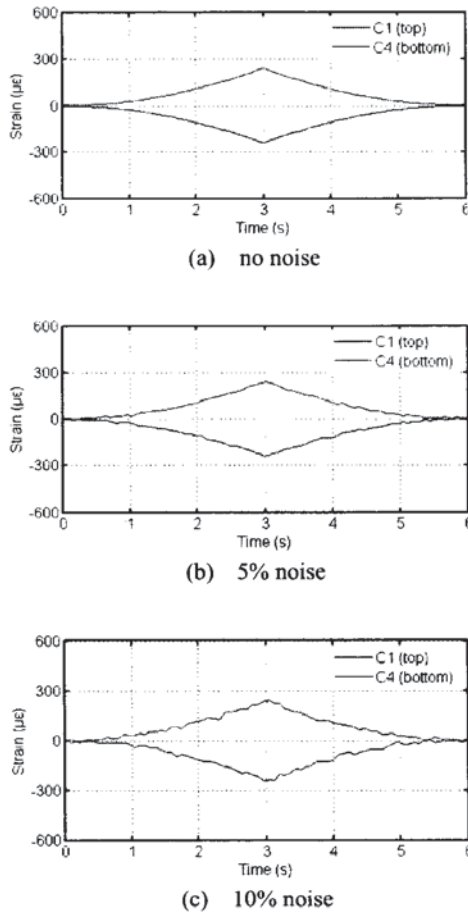 600
300
0
-300
-600
Strain (με)
C1 (top)
C4 (bottom)
0 1 2 3 4 5 6
Time (s)
(a) no noise
600
300
0
-300
-600
Strain (με)
C1 (top)
C4 (bottom)
0 1 2 3 4 5 6
Time (s)
(b) 5% noise
600
300
0
-300
-600
Strain (με)
C1 (top)
C4 (bottom)
0 1 2 3 4 5 6
Time (s)
(c) 10% noise